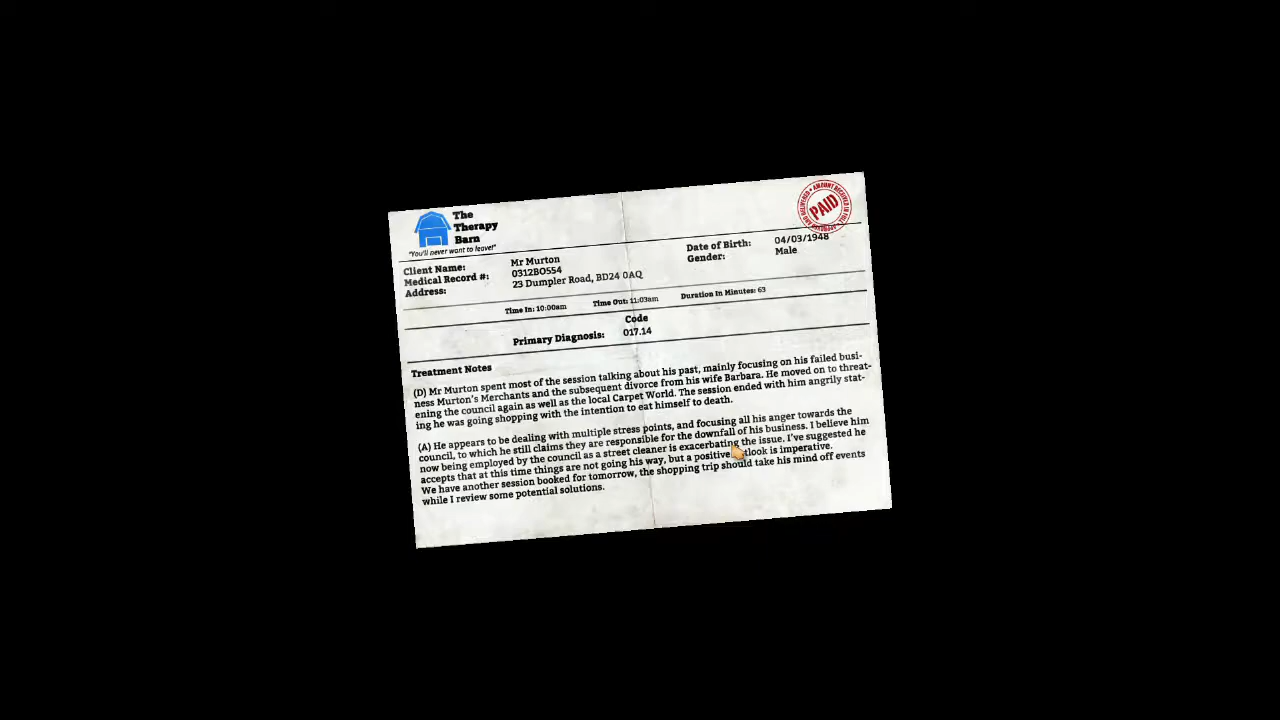 The
Therapy
Barn
"You'll never want to leave!"
PAID
Client Name: Mr Murton
Medical Record #: 0312BO554
Address: 23 Dumpler Road, BD24 0AQ
Date of Birth: 04/03/1948
Gender: Male
Time In: 10:00am Time Out: 11:03am Duration In Minutes: 63
Code
Primary Diagnosis: 017.14
Treatment Notes
(D) Mr Murton spent most of the session talking about his past, mainly focusing on his failed busi-
ness Murton's Merchants and the subsequent divorce from his wife Barbara. He moved on to threat-
ening the council again as well as the local Carpet World. The session ended with him angrily stat-
ing he was going shopping with the intention to eat himself to death.
(A) He appears to be dealing with multiple stress points, and focusing all his anger towards the
council, to which he still claims they are responsible for the downfall of his business. I believe him
now being employed by the council as a street cleaner is exacerbating the issue. I've suggested he
accepts that at this time things are not going his way, but a positive outlook is imperative.
We have another session booked for tomorrow, the shopping trip should take his mind off events
while I review some potential solutions.